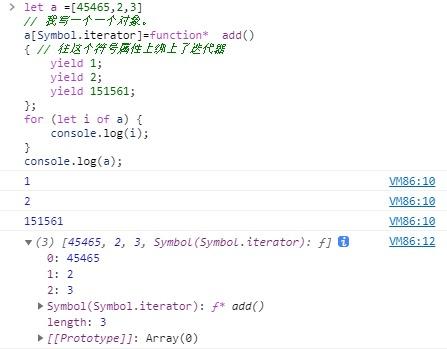 > let a =[45465,2,3]
// 我写一个一个对象。
a[Symbol.iterator]=function*  add()
{ // 往这个符号属性上绑上了迭代器
    yield 1;
    yield 2;
    yield 151561;
};
for (let i of a) {
    console.log(i);
}
console.log(a);
1 VM86:10
2 VM86:10
151561 VM86:10
▼(3) [45465, 2, 3, Symbol(Symbol.iterator): ƒ] i VM86:12
0: 45465
1: 2
2: 3
▶Symbol(Symbol.iterator): ƒ* add()
length: 3
▶[[Prototype]]: Array(0)